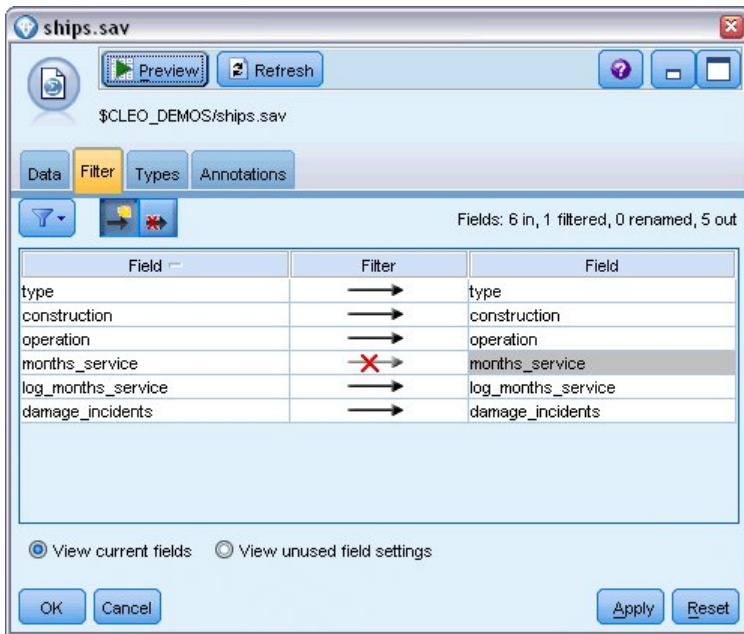 ships.sav
Preview
Refresh
$CLEO_DEMOS/ships.sav
Data Filter Types Annotations
Fields: 6 in, 1 filtered, 0 renamed, 5 out
Field Filter Field
type type
construction construction
operation operation
months_service months_service
log_months_service log_months_service
damage_incidents damage_incidents
View current fields View unused field settings
OK Cancel Apply Reset